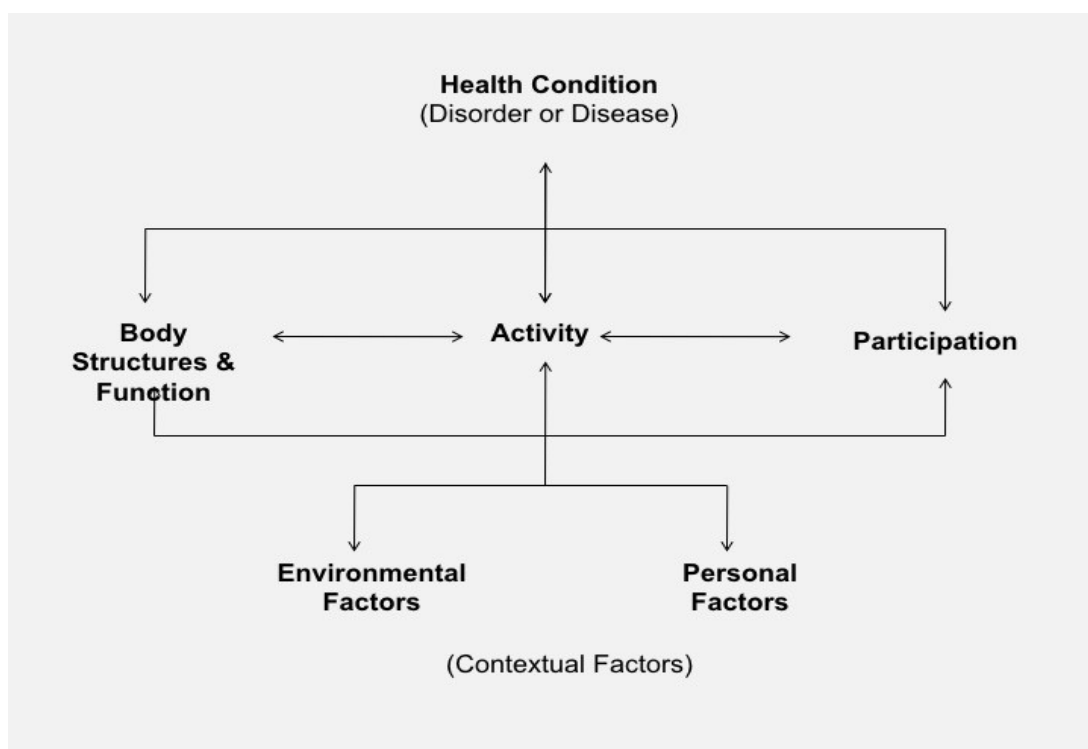 Health Condition
(Disorder or Disease)
Body
Structures &
Function
Activity
Participation
Environmental
Factors
Personal
Factors
(Contextual Factors)